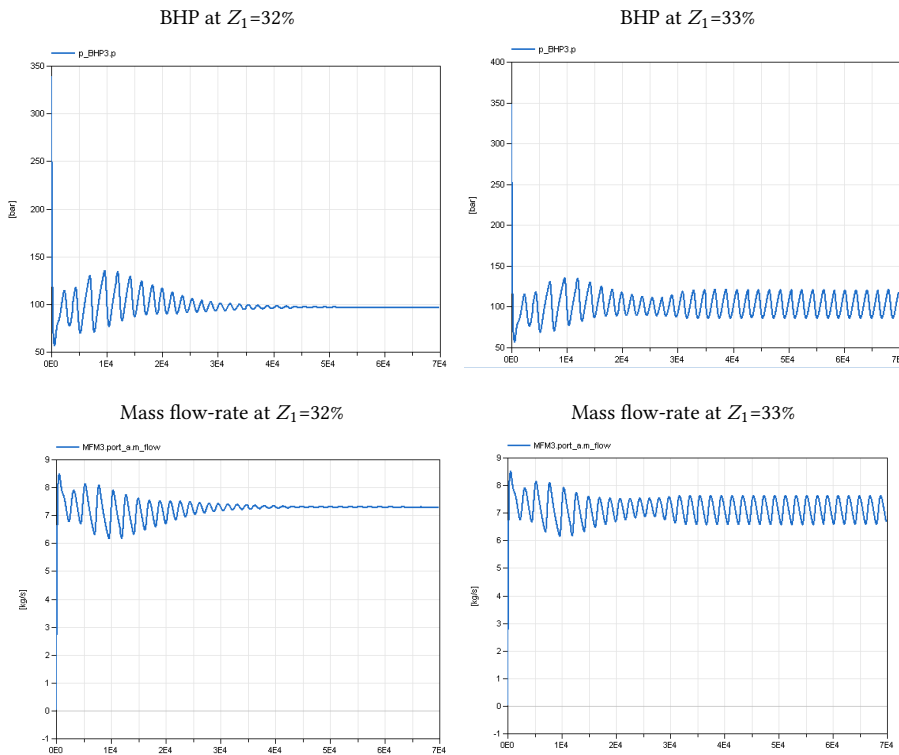 BHP at Z₁=32%
p_BHP3.p
350
300
250
200
150
100
50
[bar]
0E0 1E4 2E4 3E4 4E4 5E4 6E4 7E4
BHP at Z₁=33%
p_BHP3.p
400
350
300
250
200
150
100
50
[bar]
0E0 1E4 2E4 3E4 4E4 5E4 6E4 7E4
Mass flow-rate at Z₁=32%
MFM3.port_a.m_flow
9
8
7
6
5
4
3
2
1
0
-1
[kg/s]
0E0 1E4 2E4 3E4 4E4 5E4 6E4 7E4
Mass flow-rate at Z₁=33%
MFM3.port_a.m_flow
9
8
7
6
5
4
3
2
1
0
-1
[kg/s]
0E0 1E4 2E4 3E4 4E4 5E4 6E4 7E4